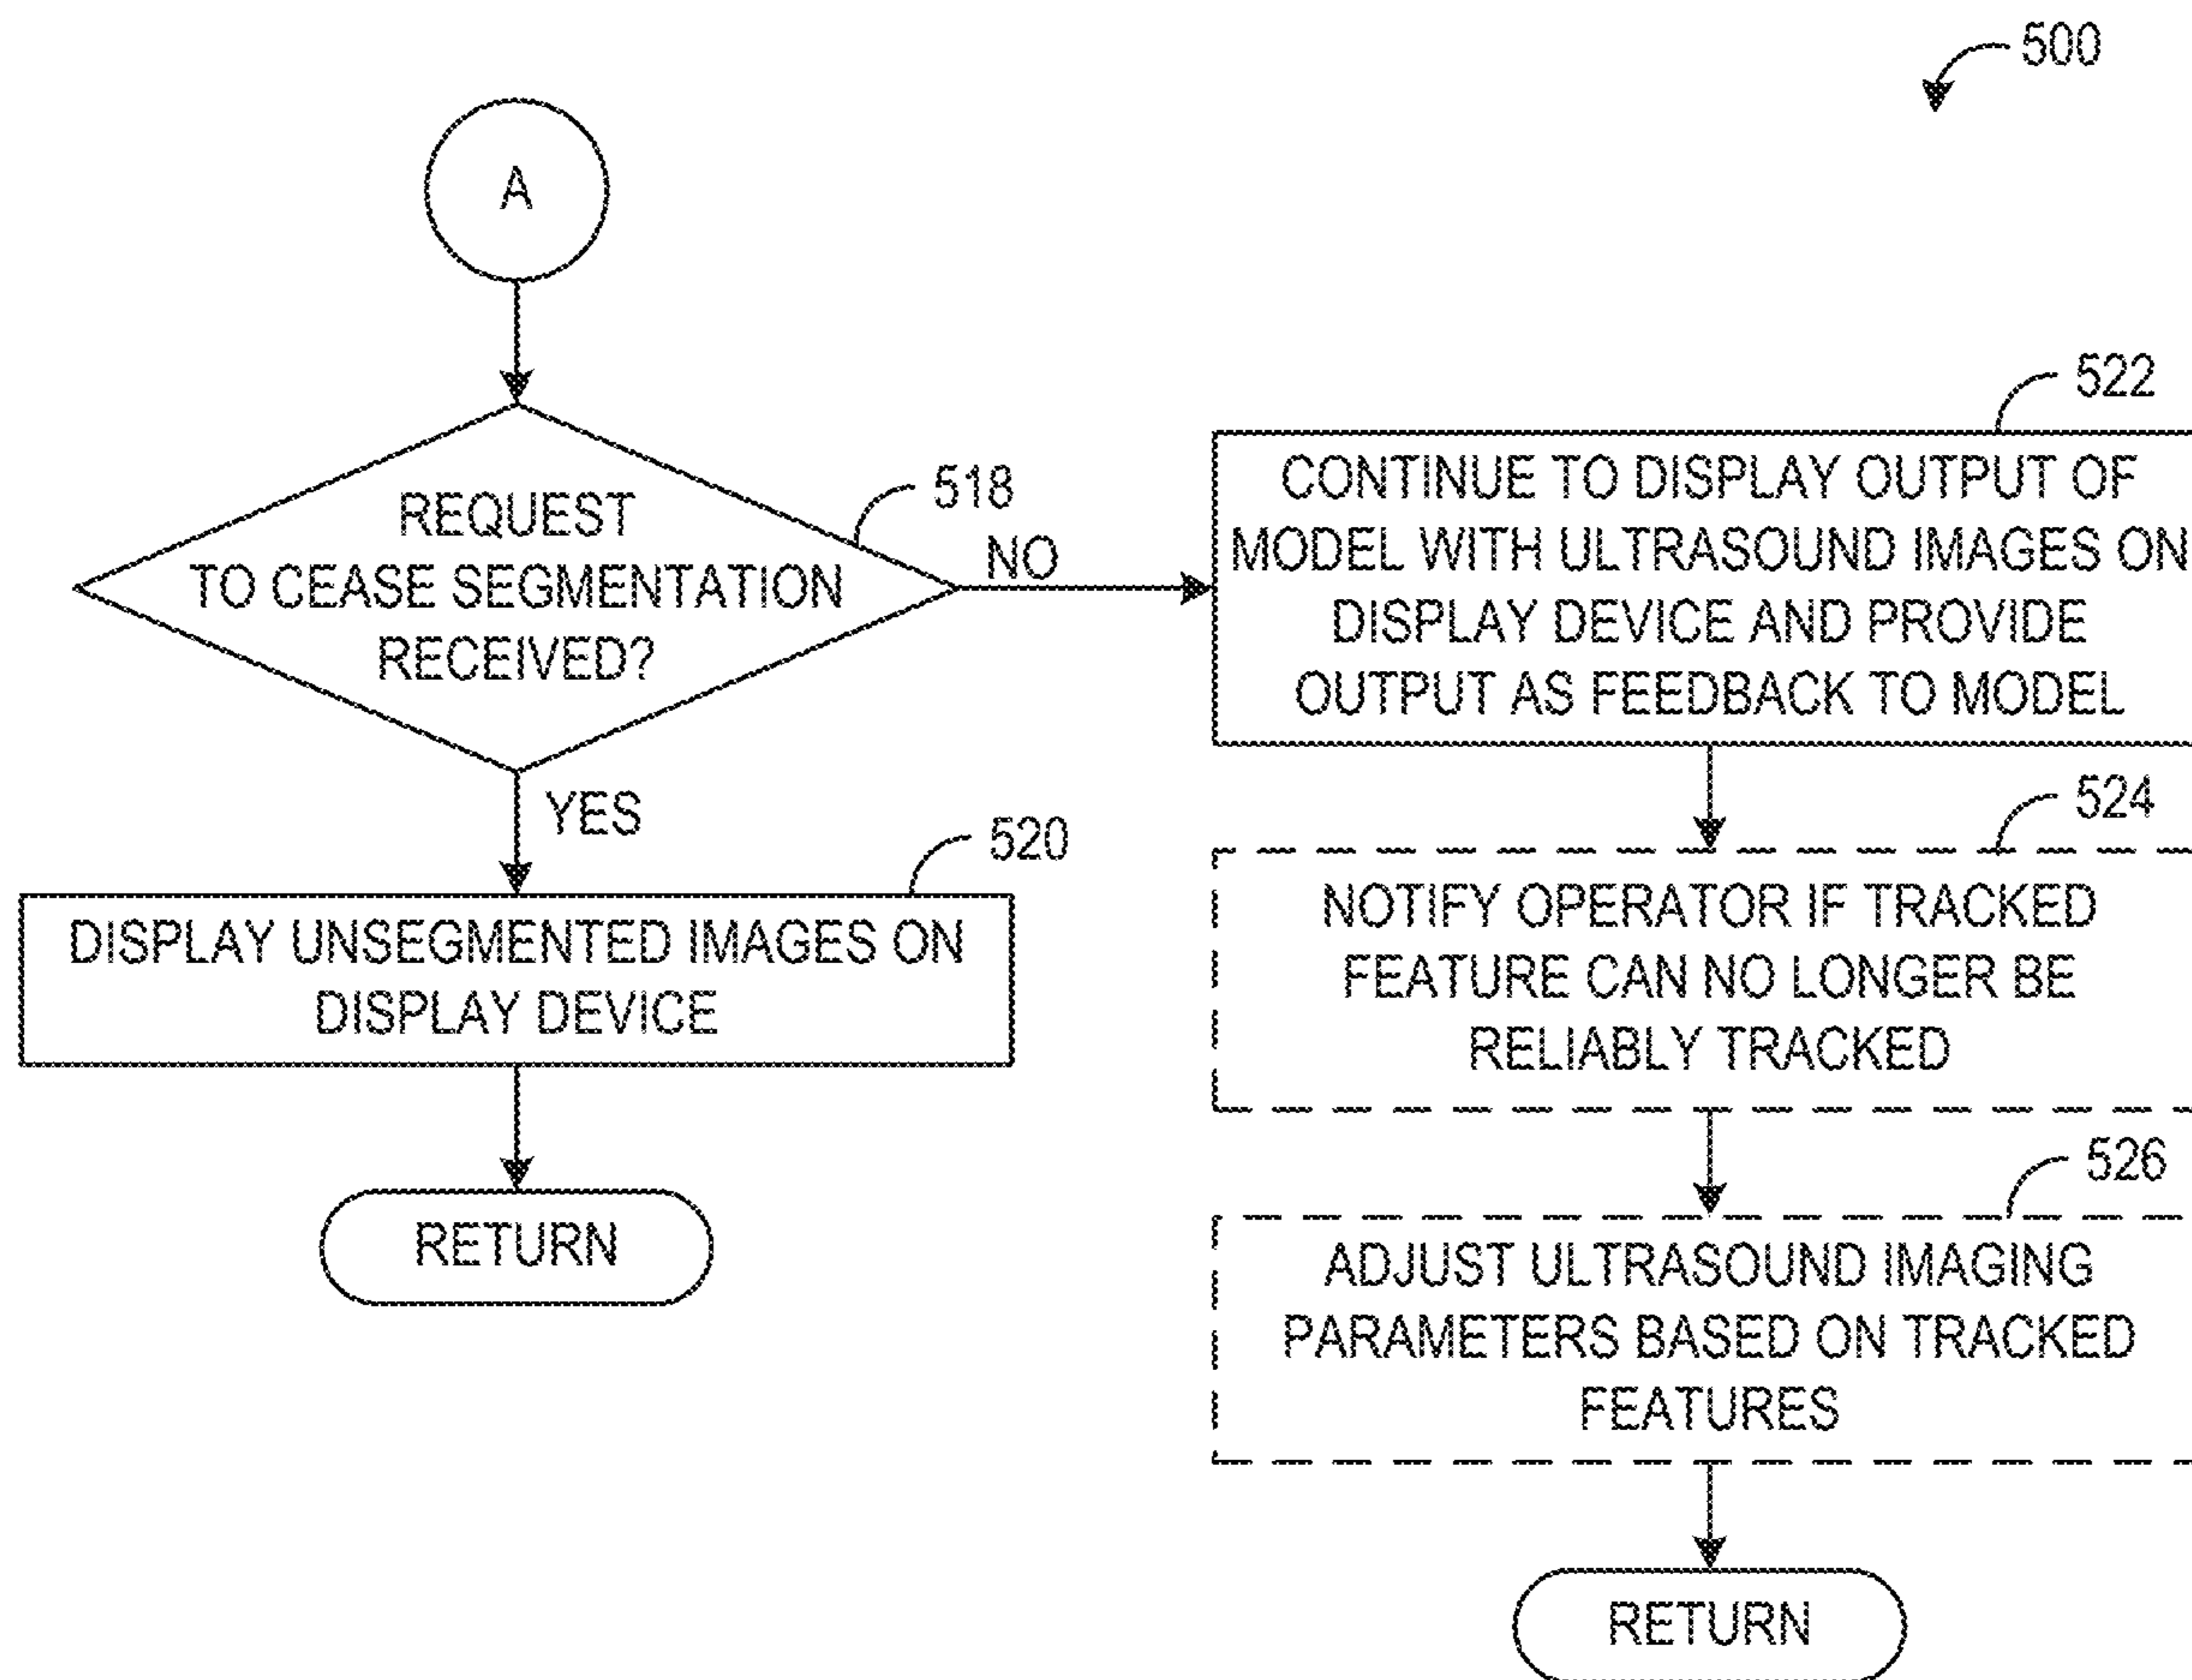 500
A
518
REQUEST
TO CEASE SEGMENTATION
RECEIVED?
NO
YES
520
DISPLAY UNSEGMENTED IMAGES ON
DISPLAY DEVICE
RETURN
522
CONTINUE TO DISPLAY OUTPUT OF
MODEL WITH ULTRASOUND IMAGES ON
DISPLAY DEVICE AND PROVIDE
OUTPUT AS FEEDBACK TO MODEL
524
NOTIFY OPERATOR IF TRACKED
FEATURE CAN NO LONGER BE
RELIABLY TRACKED
526
ADJUST ULTRASOUND IMAGING
PARAMETERS BASED ON TRACKED
FEATURES
RETURN